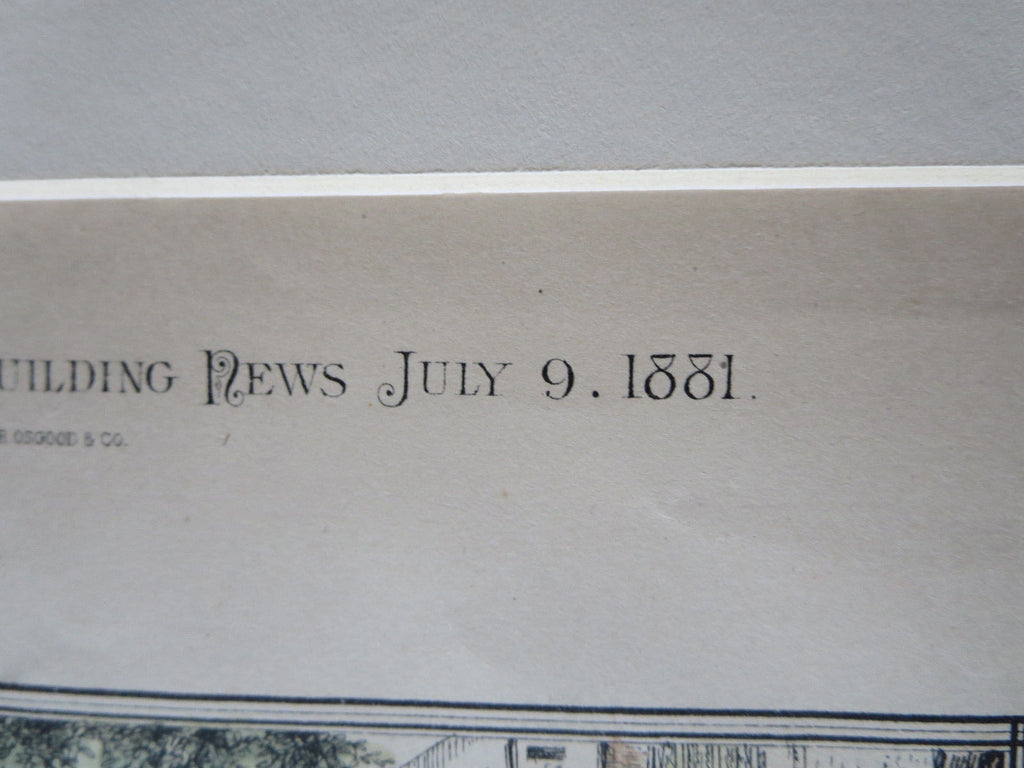 UILDING NEWS JULY 9. 1881.
R. OSGOOD & CO.